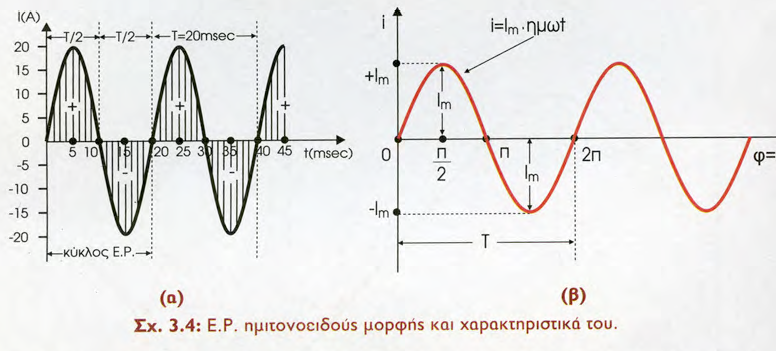 I(A)
T/2
T/2
T=20msec
20
15
10
5
0
-5
-10
-15
-20
+
+
+
-
-
5
10
15
20
25
30
35
40
45
t(msec)
κύκλος Ε.Ρ.
(α)
i
i=Im·ημωt
+Im
Im
0
π
2
π
Im
2π
φ=
-Im
T
(β)
Σχ. 3.4: Ε.Ρ. ημιτονοειδούς μορφής και χαρακτηριστικά του.